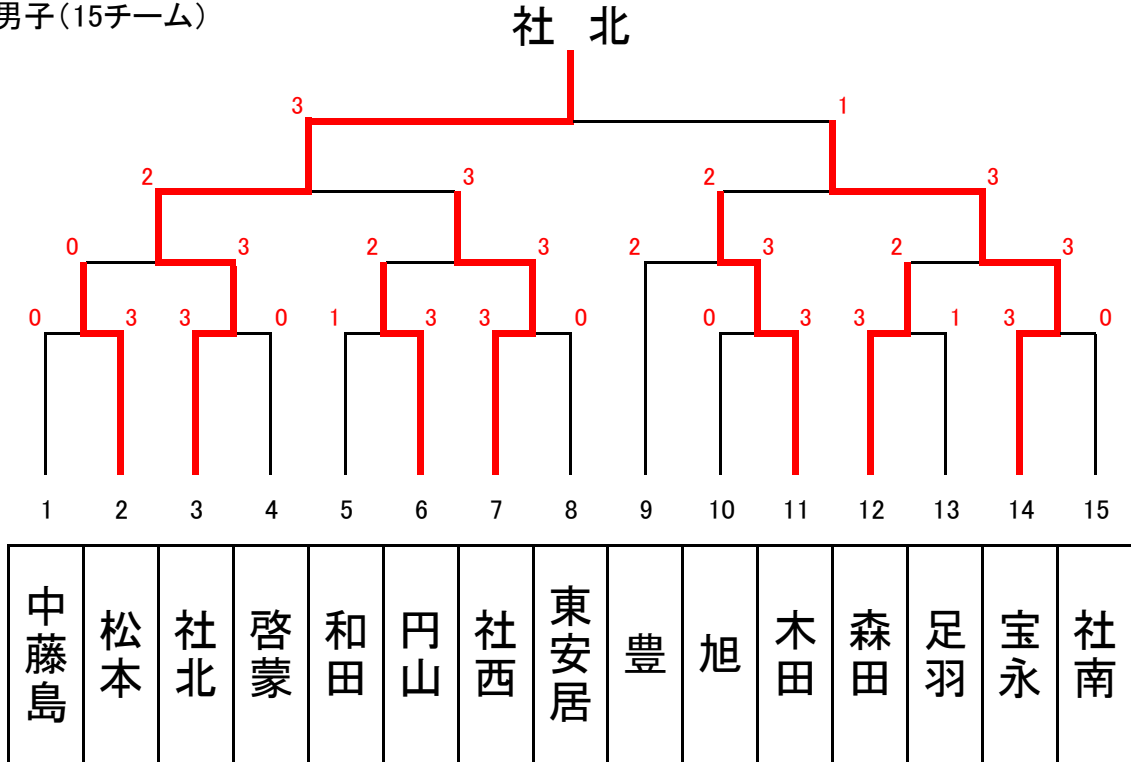 男子（15チーム）
社 北
3 1
2 3 2 3
0 3 2 3 2 3 2 3
0 3 3 0 1 3 3 0 0 3 3 1 3 0
1 2 3 4 5 6 7 8 9 10 11 12 13 14 15
中藤島
松本
社北
啓蒙
和田
円山
社西
東安居
豊
旭
木田
森田
足羽
宝永
社南